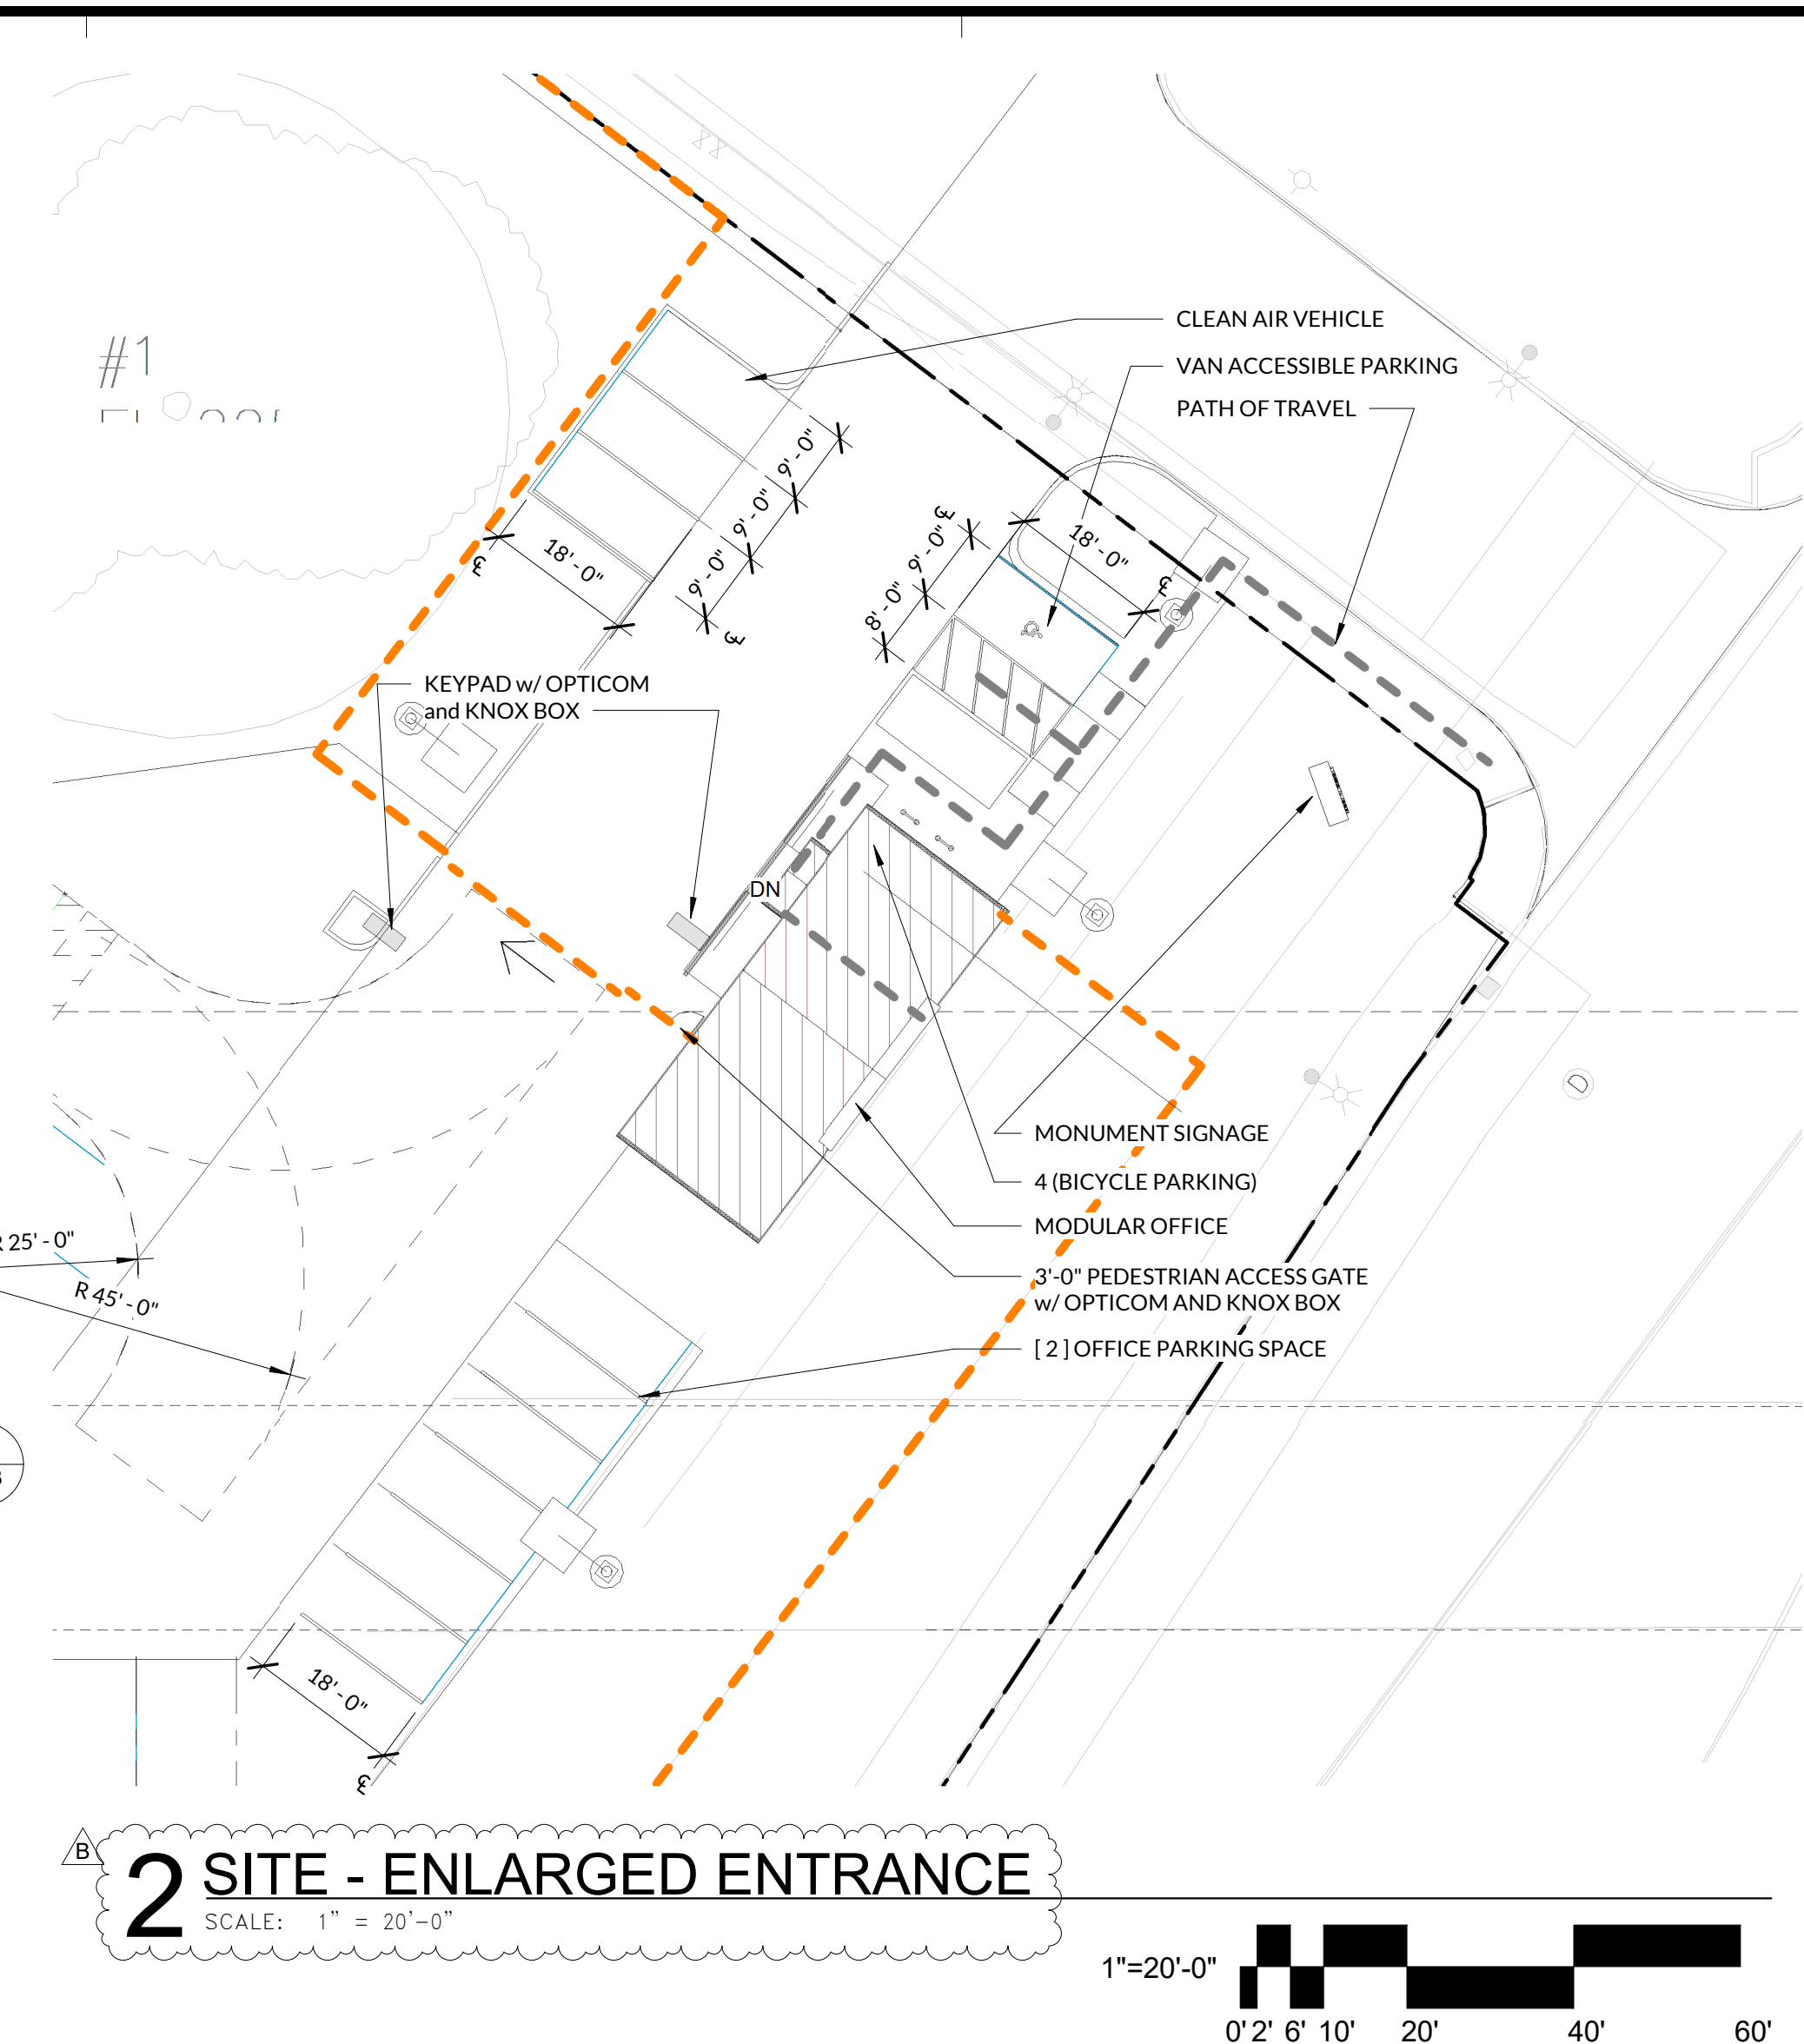 #1
CLEAN AIR VEHICLE
VAN ACCESSIBLE PARKING
PATH OF TRAVEL
9' - 0"
9' - 0"
9' - 0"
18' - 0"
℄
℄
8' - 0"
9' - 0"
℄
18' - 0"
℄
KEYPAD w/ OPTICOM
and KNOX BOX
DN
D
MONUMENT SIGNAGE
4 (BICYCLE PARKING)
MODULAR OFFICE
3'-0" PEDESTRIAN ACCESS GATE
w/ OPTICOM AND KNOX BOX
[ 2 ] OFFICE PARKING SPACE
R 25' - 0"
R 45' - 0"
18' - 0"
℄
B
2 SITE - ENLARGED ENTRANCE
SCALE: 1" = 20'-0"
1"=20'-0"
0' 2' 6' 10' 20' 40' 60'